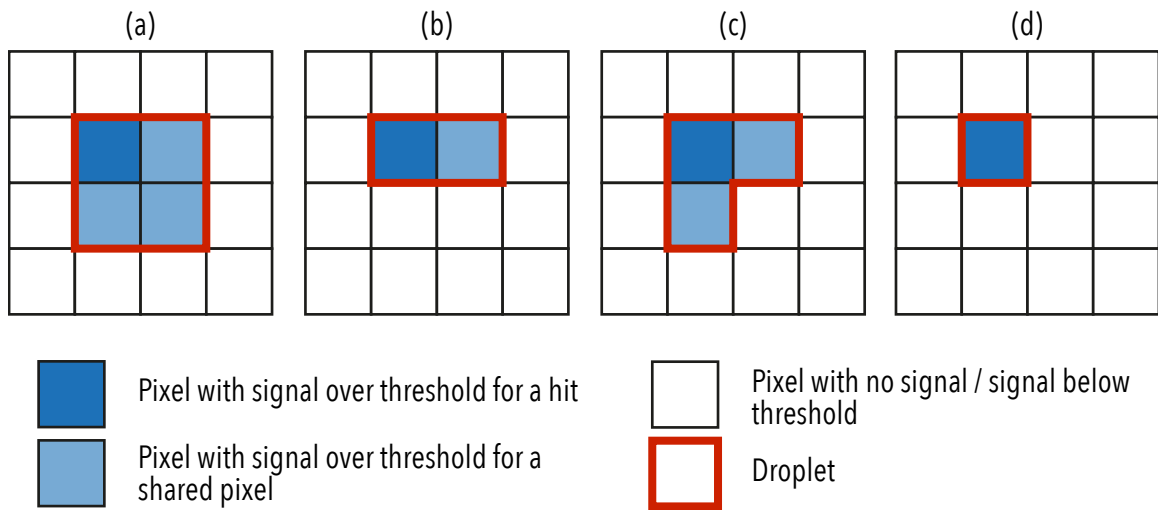 (a)
(b)
(c)
(d)
Pixel with signal over threshold for a hit
Pixel with signal over threshold for a
shared pixel
Pixel with no signal / signal below
threshold
Droplet